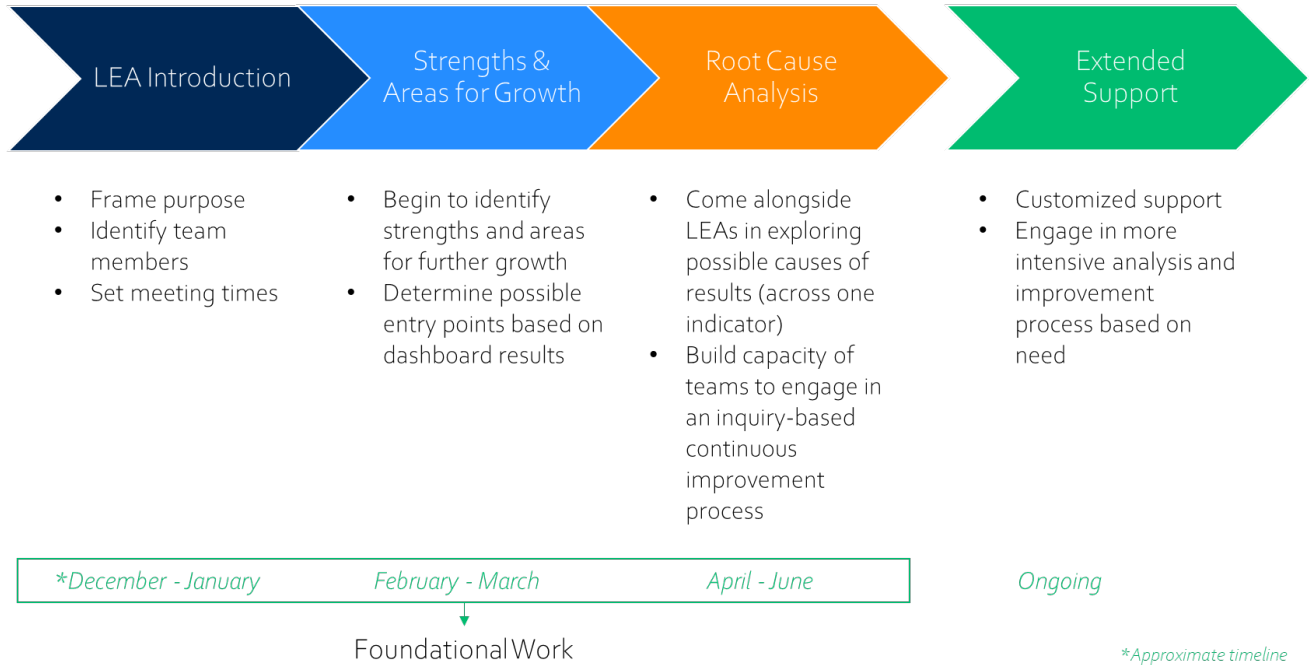 LEA Introduction
Strengths &
Areas for Growth
Root Cause
Analysis
Extended
Support
• Frame purpose
• Identify team
members
• Set meeting times
• Begin to identify
strengths and areas
for further growth
• Determine possible
entry points based on
dashboard results
• Come alongside
LEAs in exploring
possible causes of
results (across one
indicator)
• Build capacity of
teams to engage in
an inquiry-based
continuous
improvement
process
• Customized support
• Engage in more
intensive analysis and
improvement
process based on
need
*December - January
February - March
April - June
Ongoing
Foundational Work
*Approximate timeline